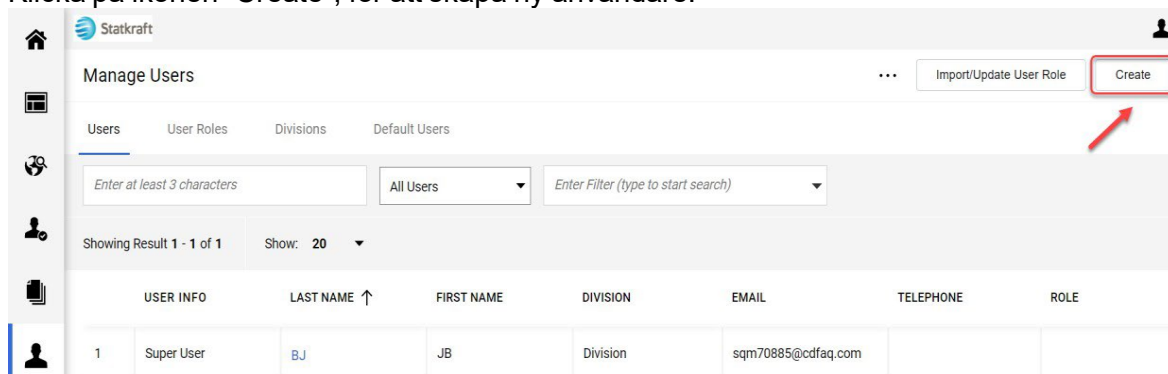 Klicka på ikonen "Create", för att skapa ny användare.
Statkraft
Manage Users ... Import/Update User Role Create
Users User Roles Divisions Default Users
Enter at least 3 characters All Users Enter Filter (type to start search)
Showing Result 1 - 1 of 1 Show: 20
USER INFO LAST NAME ↑ FIRST NAME DIVISION EMAIL TELEPHONE ROLE
1 Super User BJ JB Division sqm70885@cdfaq.com